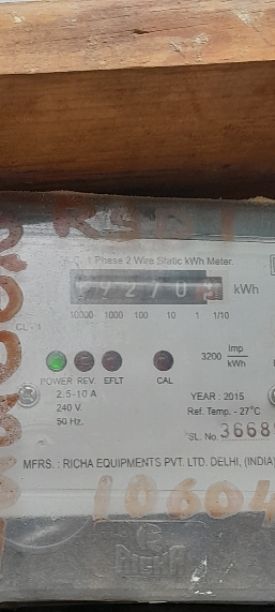 A.C. 1 Phase 2 Wire Static kWh Meter.
kWh
10000 1000 100 10 1 1/10
3200 Imp
kWh
POWER REV. EFLT CAL
2.5-10 A
YEAR : 2015
240 V.
Ref. Temp. - 27°C
50 Hz.
SL. No. 3668
MFRS. : RICHA EQUIPMENTS PVT. LTD. DELHI, (INDIA)
10604
RICHA